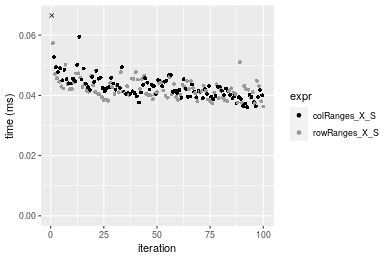 0.06
0.04
0.02
0.00
time (ms)
0
25
50
75
100
iteration
expr
colRanges_X_S
rowRanges_X_S